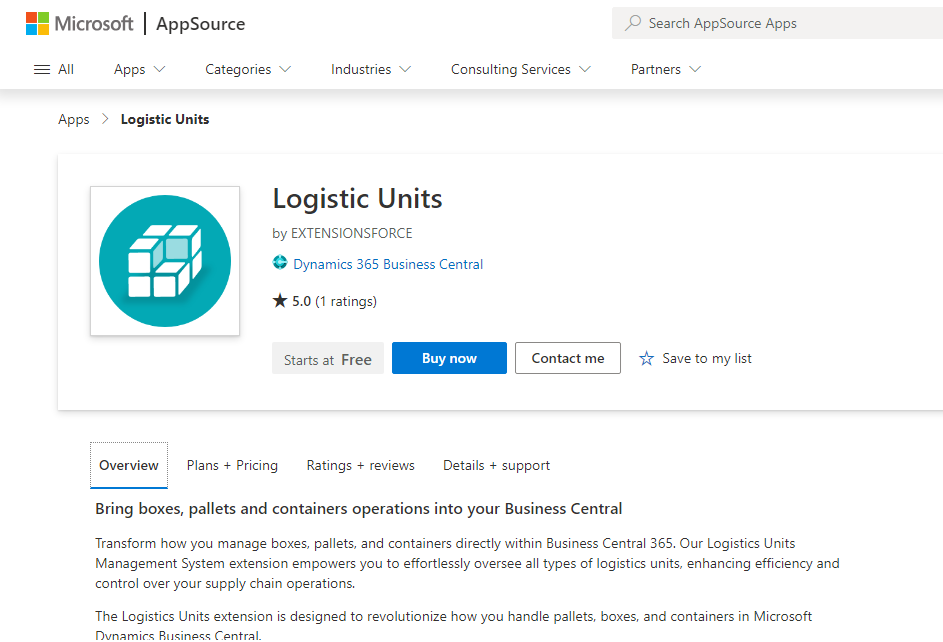 Microsoft | AppSource
Search AppSource Apps
All Apps Categories Industries Consulting Services Partners
Apps > Logistic Units
Logistic Units
by EXTENSIONSFORCE
Dynamics 365 Business Central
★ 5.0 (1 ratings)
Starts at Free Buy now Contact me Save to my list
Overview Plans + Pricing Ratings + reviews Details + support
Bring boxes, pallets and containers operations into your Business Central
Transform how you manage boxes, pallets, and containers directly within Business Central 365. Our Logistics Units
Management System extension empowers you to effortlessly oversee all types of logistics units, enhancing efficiency and
control over your supply chain operations.
The Logistics Units extension is designed to revolutionize how you handle pallets, boxes, and containers in Microsoft
Dynamics Business Central.